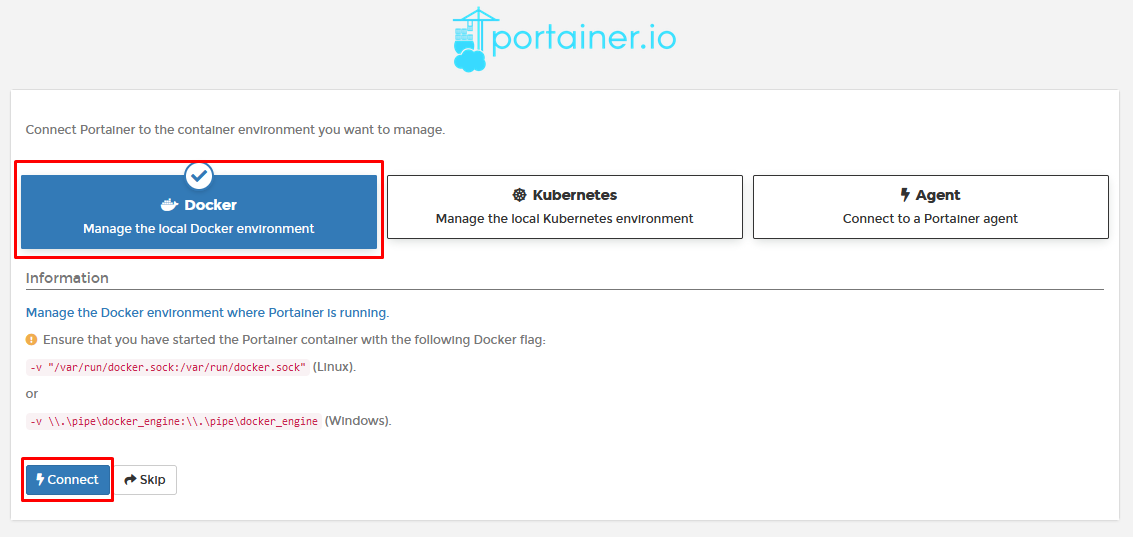 portainer.io
Connect Portainer to the container environment you want to manage.
Docker
Manage the local Docker environment
Kubernetes
Manage the local Kubernetes environment
Agent
Connect to a Portainer agent
Information
Manage the Docker environment where Portainer is running.
Ensure that you have started the Portainer container with the following Docker flag:
-v "/var/run/docker.sock:/var/run/docker.sock" (Linux).
or
-v \\.\pipe\docker_engine:\\.\pipe\docker_engine (Windows).
Connect Skip